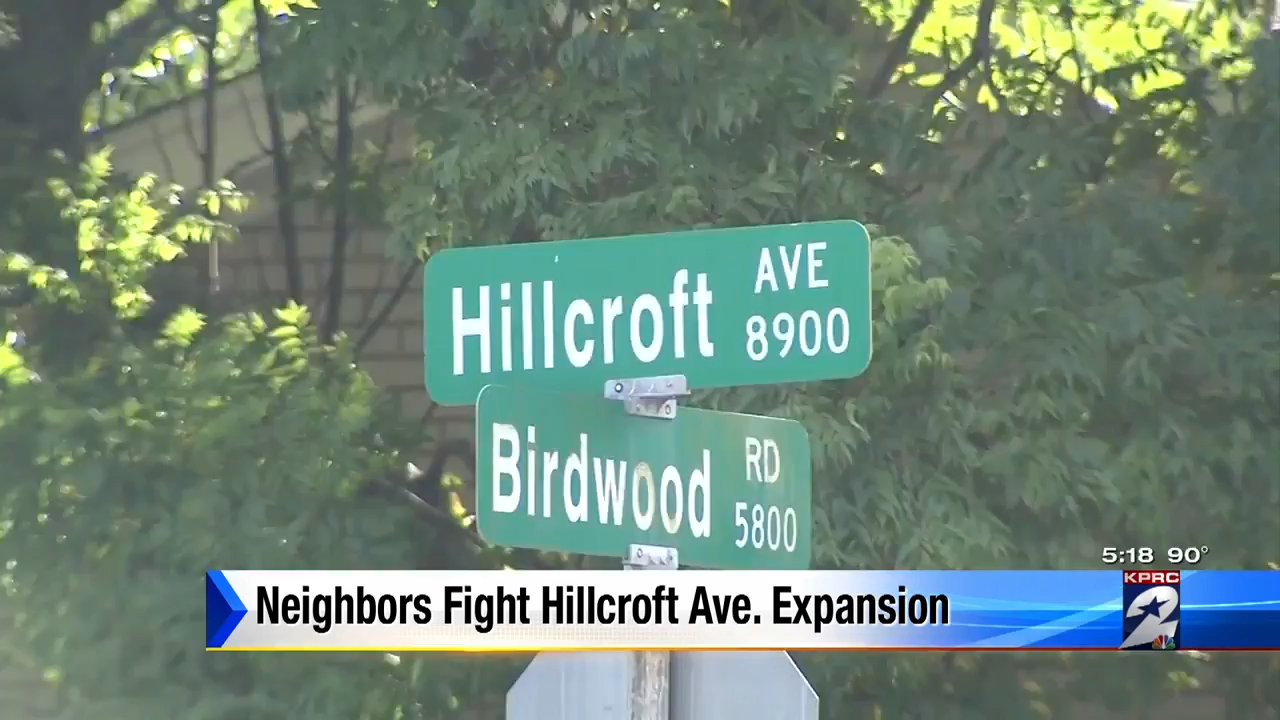 Hillcroft AVE
8900
Birdwood RD
5800
5:18 90°
KPRC
2
Neighbors Fight Hillcroft Ave. Expansion